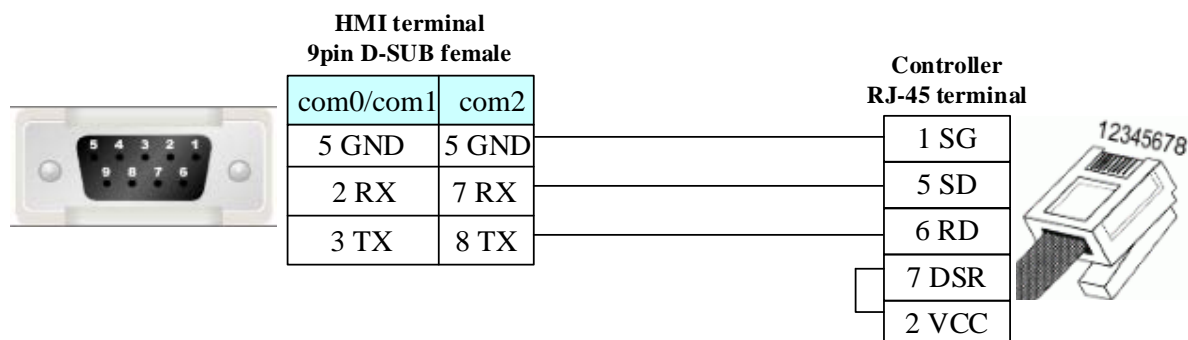 HMI terminal
9pin D-SUB female
com0/com1 com2
5 GND 5 GND
2 RX 7 RX
3 TX 8 TX
5 4 3 2 1
9 8 7 6
Controller
RJ-45 terminal
1 SG
5 SD
6 RD
7 DSR
2 VCC
12345678